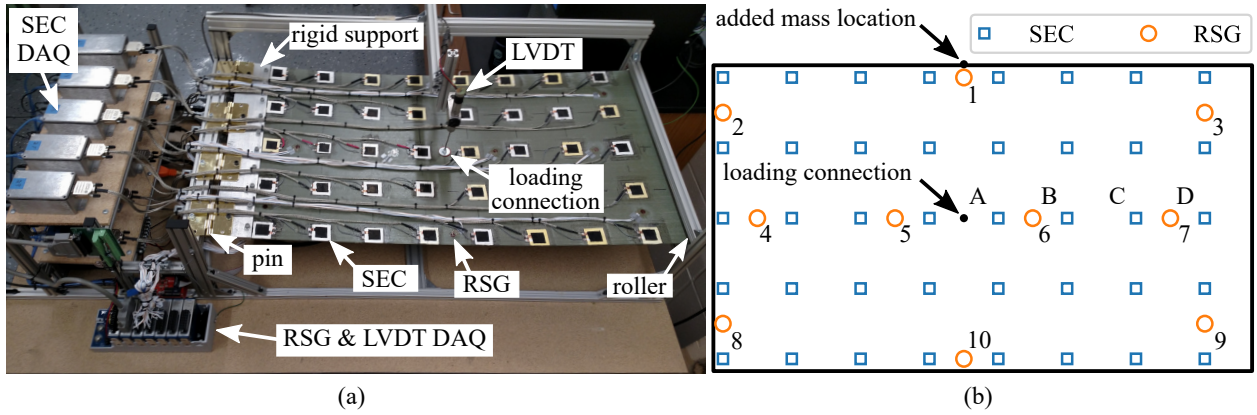 SEC
DAQ
rigid support
LVDT
loading
connection
pin
SEC
RSG
roller
RSG & LVDT DAQ
(a)
added mass location
SEC
RSG
1
2
3
loading connection
A
B
C
D
4
5
6
7
8
10
9
(b)